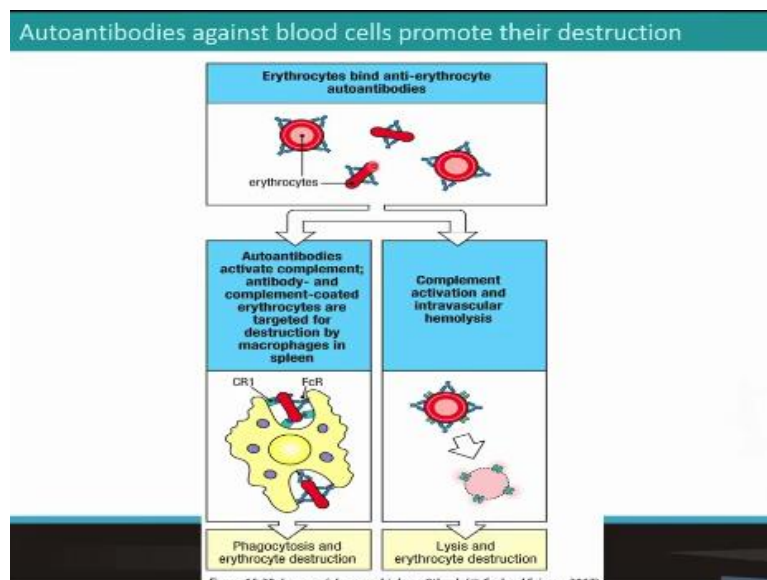 Autoantibodies against blood cells promote their destruction
Erythrocytes bind anti-erythrocyte
autoantibodies
erythrocytes
Autoantibodies
activate complement;
antibody- and
complement-coated
erythrocytes are
targeted for
destruction by
macrophages in
spleen
CR1
FcR
Phagocytosis and
erythrocyte destruction
Complement
activation and
intravascular
hemolysis
Lysis and
erythrocyte destruction